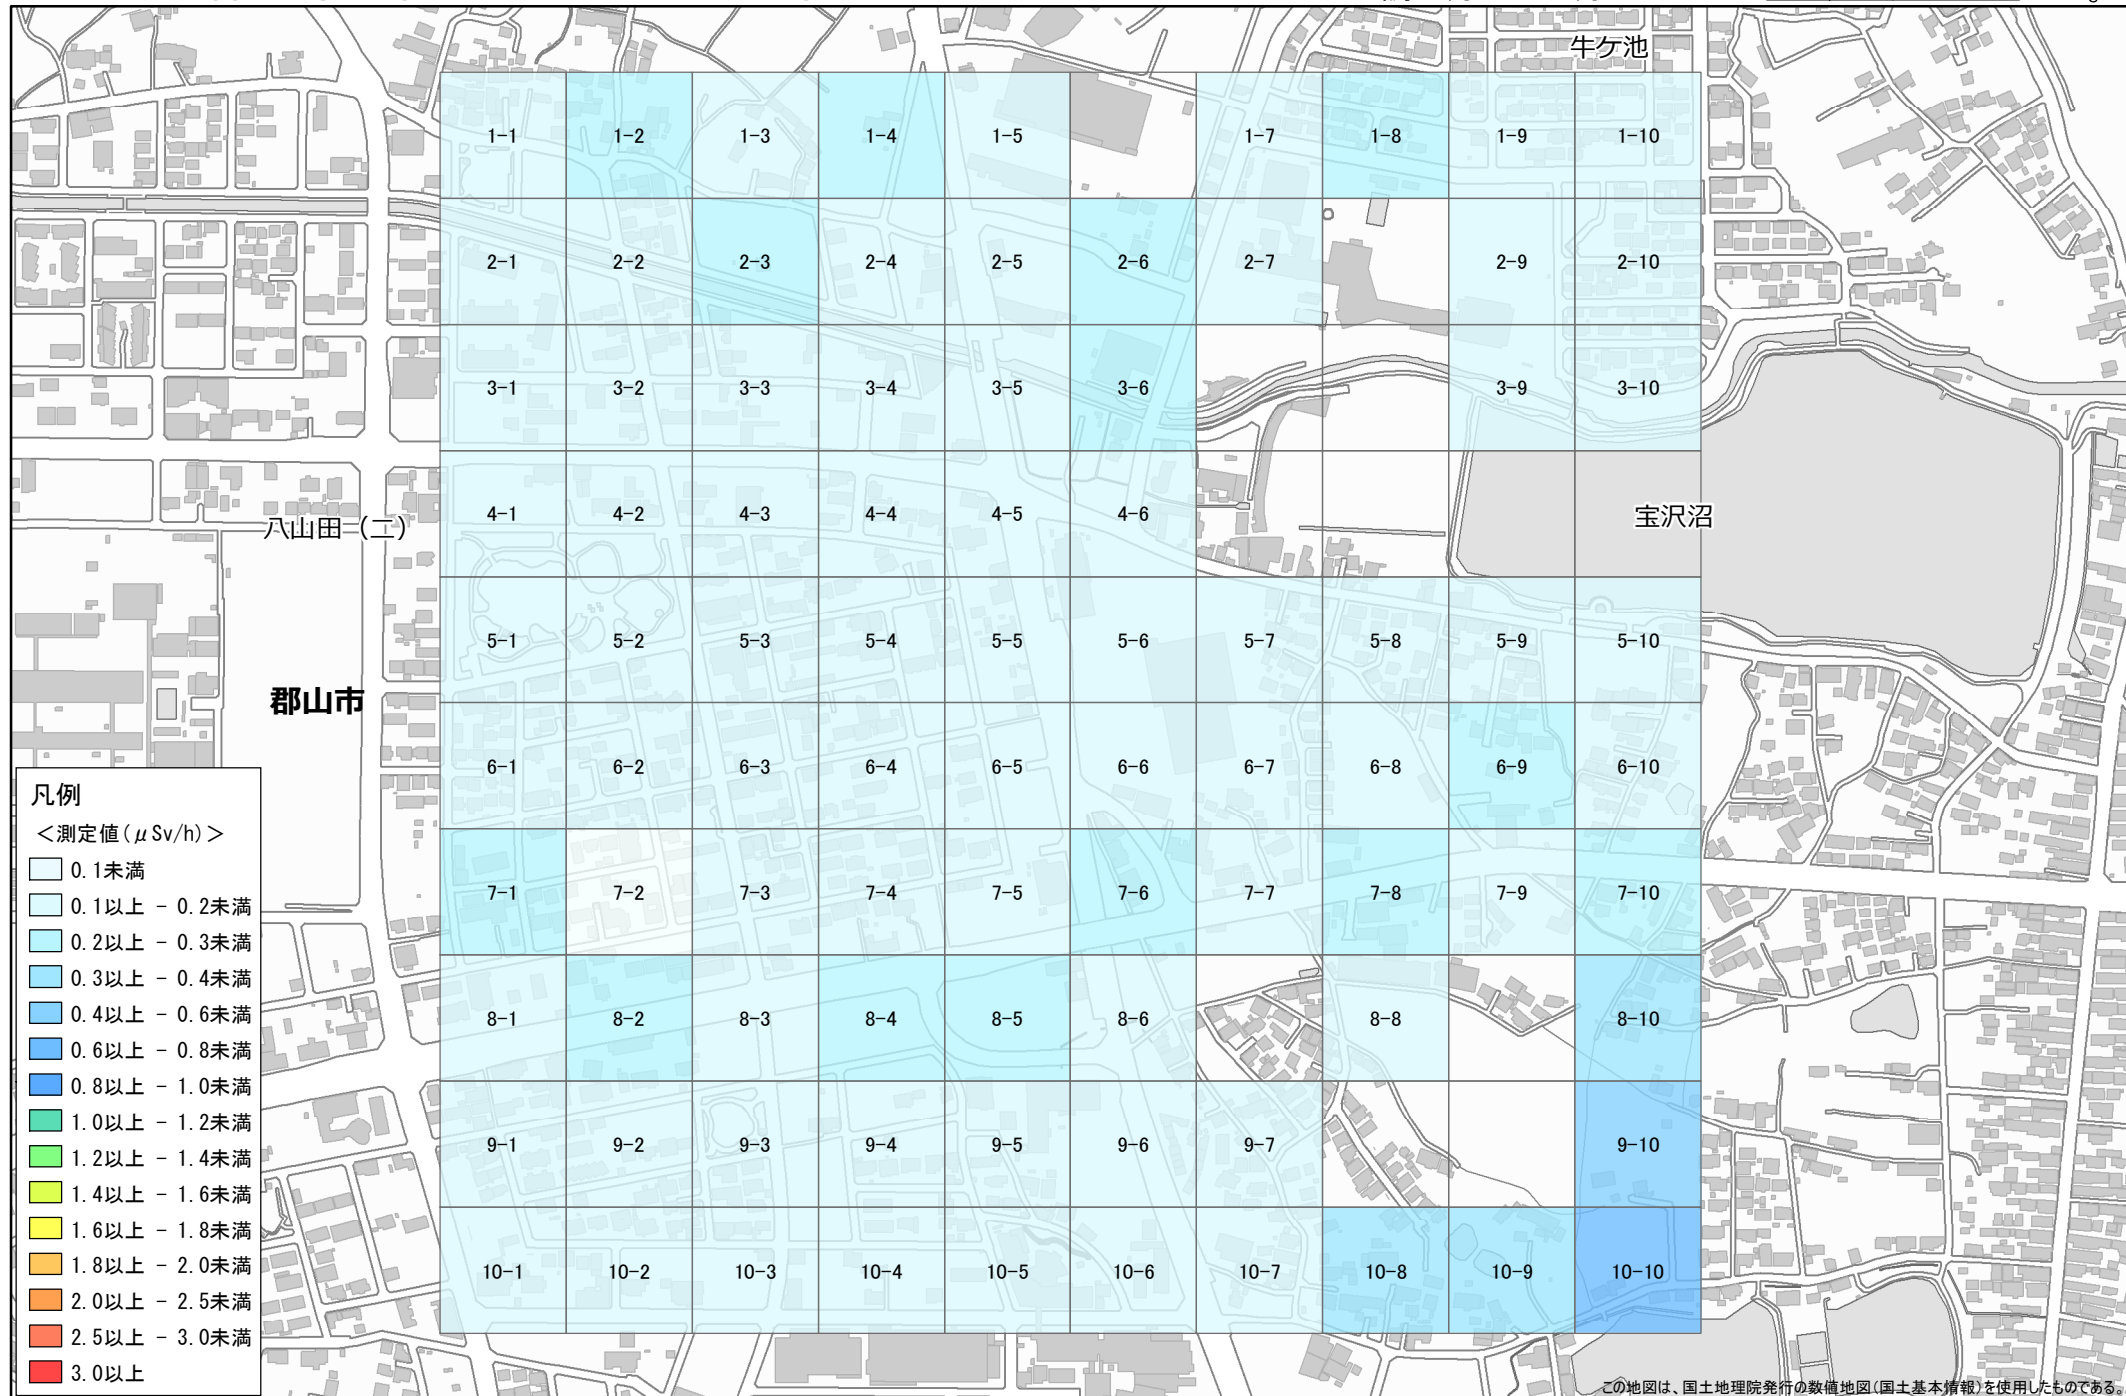 牛ケ池
1-1 1-2 1-3 1-4 1-5 1-7 1-8 1-9 1-10
2-1 2-2 2-3 2-4 2-5 2-6 2-7 2-9 2-10
3-1 3-2 3-3 3-4 3-5 3-6 3-9 3-10
4-1 4-2 4-3 4-4 4-5 4-6
宝沢沼
八山田(二)
5-1 5-2 5-3 5-4 5-5 5-6 5-7 5-8 5-9 5-10
郡山市
6-1 6-2 6-3 6-4 6-5 6-6 6-7 6-8 6-9 6-10
7-1 7-2 7-3 7-4 7-5 7-6 7-7 7-8 7-9 7-10
8-1 8-2 8-3 8-4 8-5 8-6 8-8 8-10
9-1 9-2 9-3 9-4 9-5 9-6 9-7 9-10
10-1 10-2 10-3 10-4 10-5 10-6 10-7 10-8 10-9 10-10
凡例
<測定値(μSv/h)>
0.1未満
0.1以上 - 0.2未満
0.2以上 - 0.3未満
0.3以上 - 0.4未満
0.4以上 - 0.6未満
0.6以上 - 0.8未満
0.8以上 - 1.0未満
1.0以上 - 1.2未満
1.2以上 - 1.4未満
1.4以上 - 1.6未満
1.6以上 - 1.8未満
1.8以上 - 2.0未満
2.0以上 - 2.5未満
2.5以上 - 3.0未満
3.0以上
この地図は、国土地理院発行の数値地図(国土基本情報)を使用したものである。